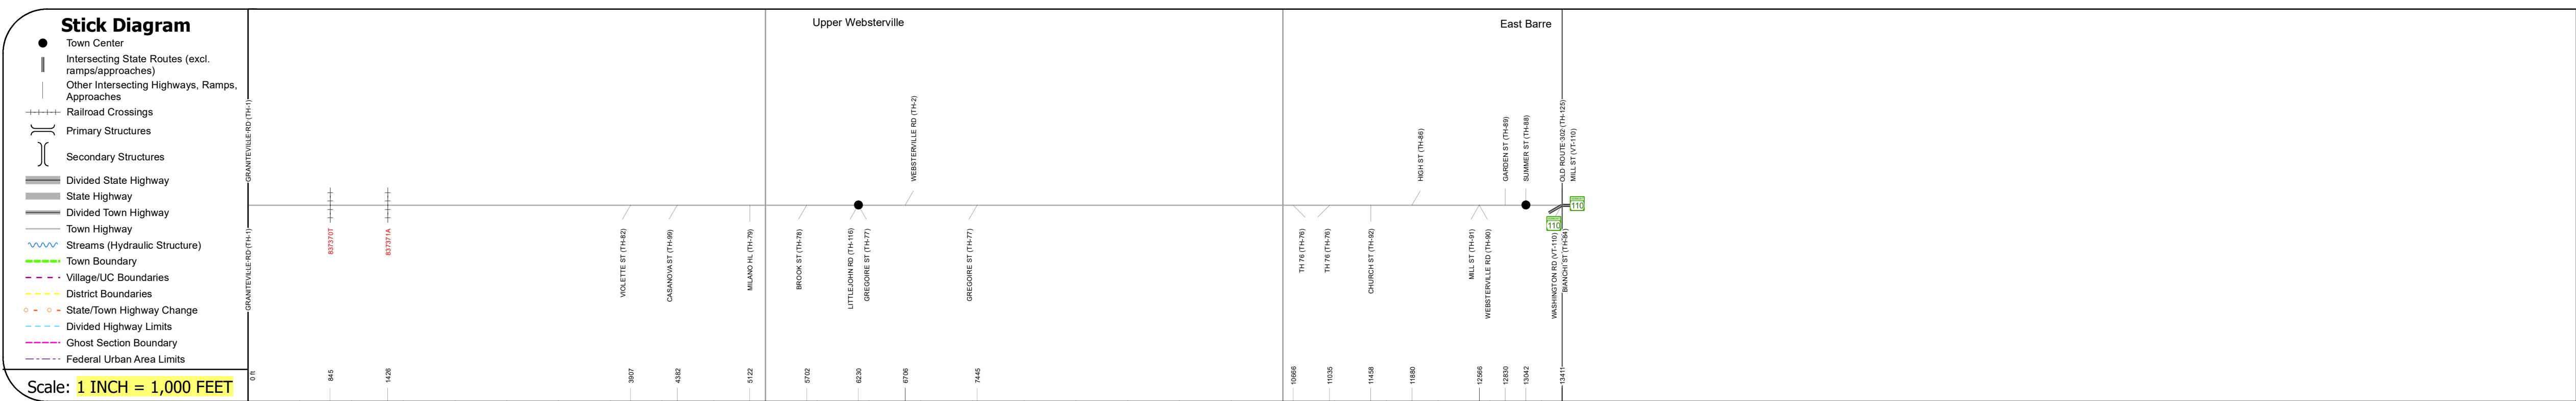 Stick Diagram
Town Center
Intersecting State Routes (excl.
ramps/approaches)
Other Intersecting Highways, Ramps,
Approaches
Railroad Crossings
Primary Structures
Secondary Structures
Divided State Highway
State Highway
Divided Town Highway
Town Highway
Streams (Hydraulic Structure)
Town Boundary
Village/UC Boundaries
District Boundaries
State/Town Highway Change
Divided Highway Limits
Ghost Section Boundary
Federal Urban Area Limits
Scale: 1 INCH = 1,000 FEET
Upper Websterville
East Barre
GRANITEVILLE RD (TH-1)
WEBSTERVILLE RD (TH-2)
HIGH ST (TH-86)
GARDEN ST (TH-89)
SUMMER ST (TH-88)
OLD ROUTE-302 (TH-125)
MILL ST (VT-110)
110
110
GRANITEVILLE RD (TH-1)
837370T
837371A
VIOLETTE ST (TH-82)
CASANOVA ST (TH-99)
MILANO HL (TH-79)
BROOK ST (TH-78)
LITTLEJOHN RD (TH-116)
GREGOIRE ST (TH-77)
GREGOIRE ST (TH-77)
TH 76 (TH-76)
TH 76 (TH-76)
CHURCH ST (TH-92)
MILL ST (TH-91)
WEBSTERVILLE RD (TH-90)
WASHINGTON RD (VT-110)
BIANCHI ST (TH-84)
0 ft
845
1426
3907
4382
5122
5702
6230
6706
7445
10666
11035
11458
11880
12566
12830
13042
13411